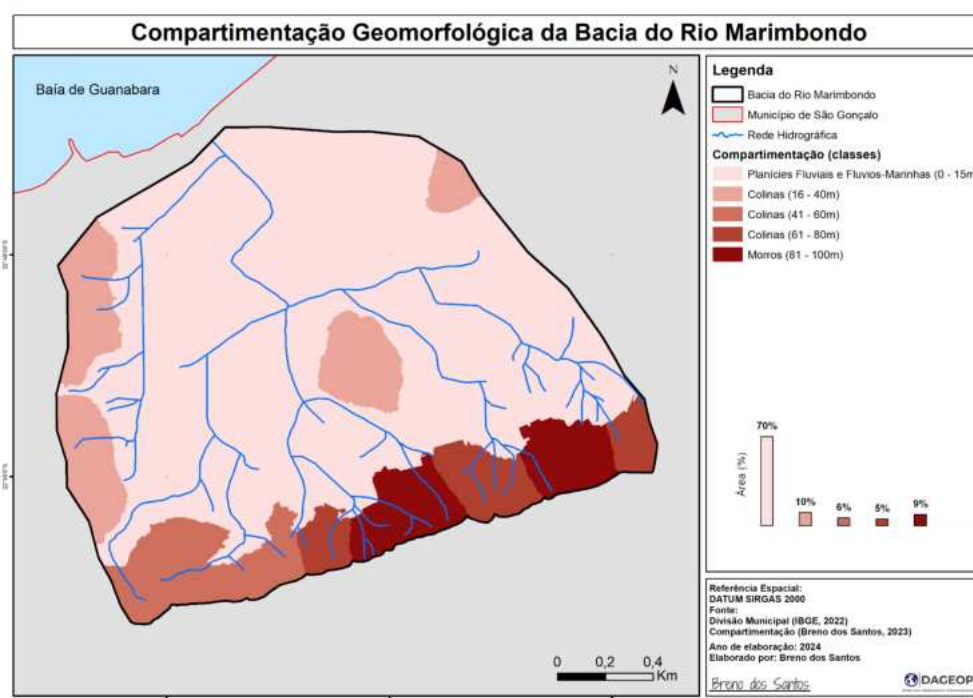 Compartimentação Geomorfológica da Bacia do Rio Marimbondo
Baía de Guanabara
N
0 0,2 0,4
Km
Legenda
Bacia do Rio Marimbondo
Município de São Gonçalo
Rede Hidrográfica
Compartimentação (classes)
Planícies Fluviais e Fluvios-Marinhas (0 - 15m
Colinas (16 - 40m)
Colinas (41 - 60m)
Colinas (61 - 80m)
Morros (81 - 100m)
Área (%)
70%
10%
6%
5%
9%
Referência Espacial:
DATUM SIRGAS 2000
Fonte:
Divisão Municipal (IBGE, 2022)
Compartimentação (Breno dos Santos, 2023)
Ano de elaboração: 2024
Elaborado por: Breno dos Santos
Breno dos Santos
DAGEOP